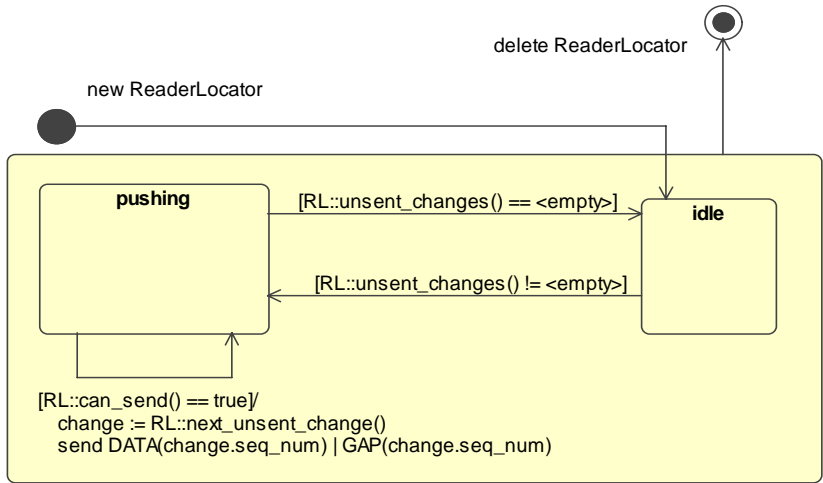 delete ReaderLocator
new ReaderLocator
pushing
[RL::unsent_changes() == <empty>]
idle
[RL::unsent_changes() != <empty>]
[RL::can_send() == true]/
change := RL::next_unsent_change()
send DATA(change.seq_num) | GAP(change.seq_num)